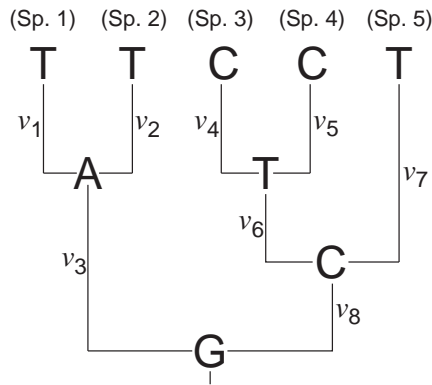 (Sp. 1) (Sp. 2) (Sp. 3) (Sp. 4) (Sp. 5)
T T C C T
v1 v2 v4 v5 v7
A T
v6
v3 C
v8
G